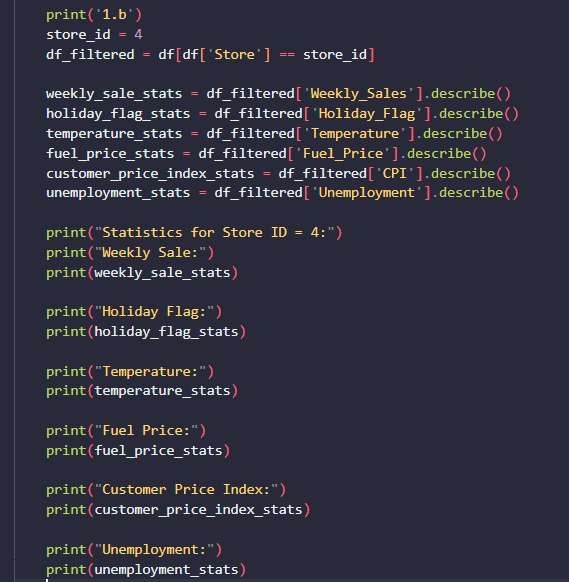 print('1.b')
store_id = 4
df_filtered = df[df['Store'] == store_id]
weekly_sale_stats = df_filtered['Weekly_Sales'].describe()
holiday_flag_stats = df_filtered['Holiday_Flag'].describe()
temperature_stats = df_filtered['Temperature'].describe()
fuel_price_stats = df_filtered['Fuel_Price'].describe()
customer_price_index_stats = df_filtered['CPI'].describe()
unemployment_stats = df_filtered['Unemployment'].describe()
print("Statistics for Store ID = 4:")
print("Weekly Sale:")
print(weekly_sale_stats)
print("Holiday Flag:")
print(holiday_flag_stats)
print("Temperature:")
print(temperature_stats)
print("Fuel Price:")
print(fuel_price_stats)
print("Customer Price Index:")
print(customer_price_index_stats)
print("Unemployment:")
print(unemployment_stats)